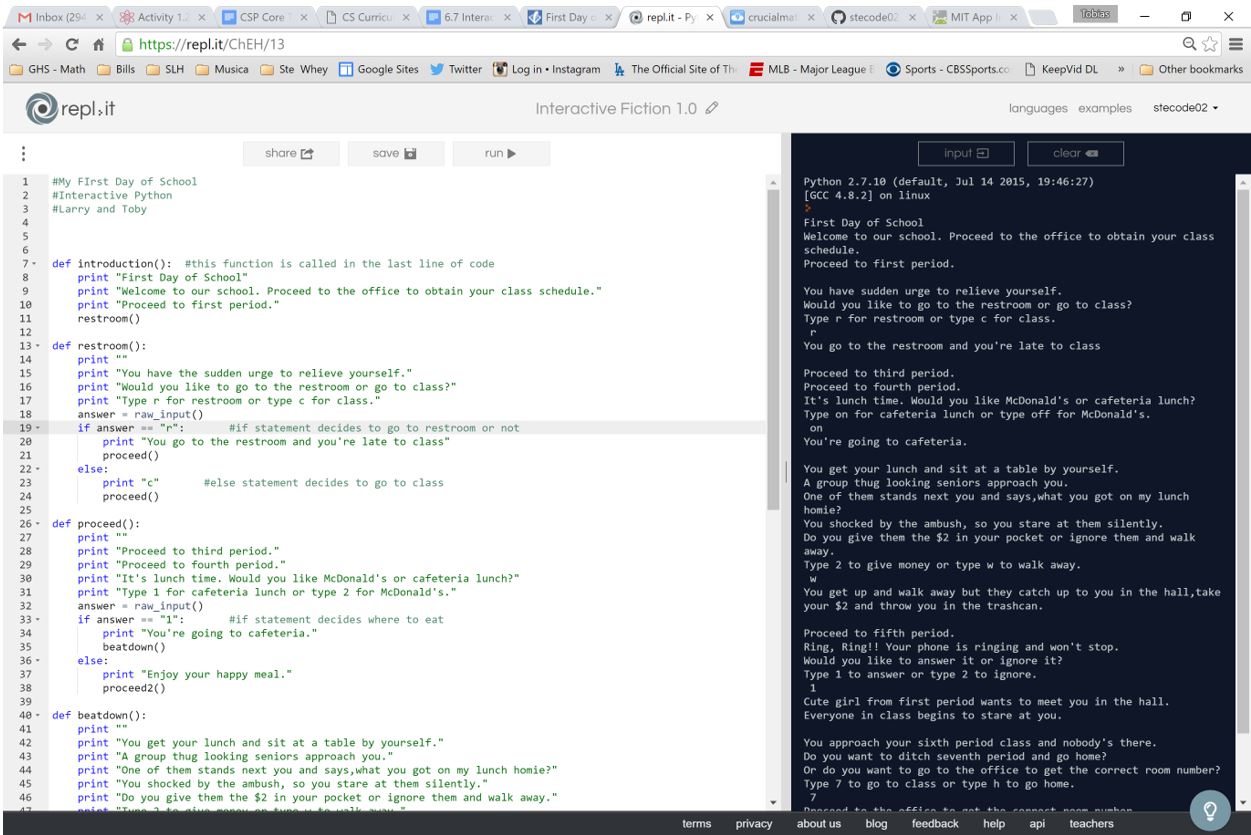 Inbox (294
Activity 1.2
CSP Core T
CS Curricul
6.7 Interac
First Day o
repl.it - Py
crucialmat
stecode02
MIT App I
Tobias
https://repl.it/ChEH/13
GHS - Math
Bills
SLH
Musica
Ste Whey
Google Sites
Twitter
Log in • Instagram
The Official Site of Th
MLB - Major League B
Sports - CBSSports.co
KeepVid DL
»
Other bookmarks
repl.it
Interactive Fiction 1.0
languages examples stecode02
share
save
run
input
clear
1 #My FIrst Day of School
2 #Interactive Python
3 #Larry and Toby
4
5
6
7 def introduction(): #this function is called in the last line of code
8 print "First Day of School"
9 print "Welcome to our school. Proceed to the office to obtain your class schedule."
10 print "Proceed to first period."
11 restroom()
12
13 def restroom():
14 print ""
15 print "You have the sudden urge to relieve yourself."
16 print "Would you like to go to the restroom or go to class?"
17 print "Type r for restroom or type c for class."
18 answer = raw_input()
19 if answer == "r": #if statement decides to go to restroom or not
20 print "You go to the restroom and you're late to class"
21 proceed()
22 else:
23 print "c" #else statement decides to go to class
24 proceed()
25
26 def proceed():
27 print ""
28 print "Proceed to third period."
29 print "Proceed to fourth period."
30 print "It's lunch time. Would you like McDonald's or cafeteria lunch?"
31 print "Type 1 for cafeteria lunch or type 2 for McDonald's."
32 answer = raw_input()
33 if answer == "1": #if statement decides where to eat
34 print "You're going to cafeteria."
35 beatdown()
36 else:
37 print "Enjoy your happy meal."
38 proceed2()
39
40 def beatdown():
41 print ""
42 print "You get your lunch and sit at a table by yourself."
43 print "A group thug looking seniors approach you."
44 print "One of them stands next you and says,what you got on my lunch homie?"
45 print "You shocked by the ambush, so you stare at them silently."
46 print "Do you give them the $2 in your pocket or ignore them and walk away."
47 print "Type 2 to give money or type w to walk away."
Python 2.7.10 (default, Jul 14 2015, 19:46:27)
[GCC 4.8.2] on linux
>
First Day of School
Welcome to our school. Proceed to the office to obtain your class
schedule.
Proceed to first period.
You have sudden urge to relieve yourself.
Would you like to go to the restroom or go to class?
Type r for restroom or type c for class.
r
You go to the restroom and you're late to class
Proceed to third period.
Proceed to fourth period.
It's lunch time. Would you like McDonald's or cafeteria lunch?
Type on for cafeteria lunch or type off for McDonald's.
on
You're going to cafeteria.
You get your lunch and sit at a table by yourself.
A group thug looking seniors approach you.
One of them stands next you and says,what you got on my lunch
homie?
You shocked by the ambush, so you stare at them silently.
Do you give them the $2 in your pocket or ignore them and walk
away.
Type 2 to give money or type w to walk away.
w
You get up and walk away but they catch up to you in the hall,take
your $2 and throw you in the trashcan.
Proceed to fifth period.
Ring, Ring!! Your phone is ringing and won't stop.
Would you like to answer it or ignore it?
Type 1 to answer or type 2 to ignore.
1
Cute girl from first period wants to meet you in the hall.
Everyone in class begins to stare at you.
You approach your sixth period class and nobody's there.
Do you want to ditch seventh period and go home?
Or do you want to go to the office to get the correct room number?
Type 7 to go to class or type h to go home.
7
Proceed to the office to get the correct room number
terms privacy about us blog feedback help api teachers